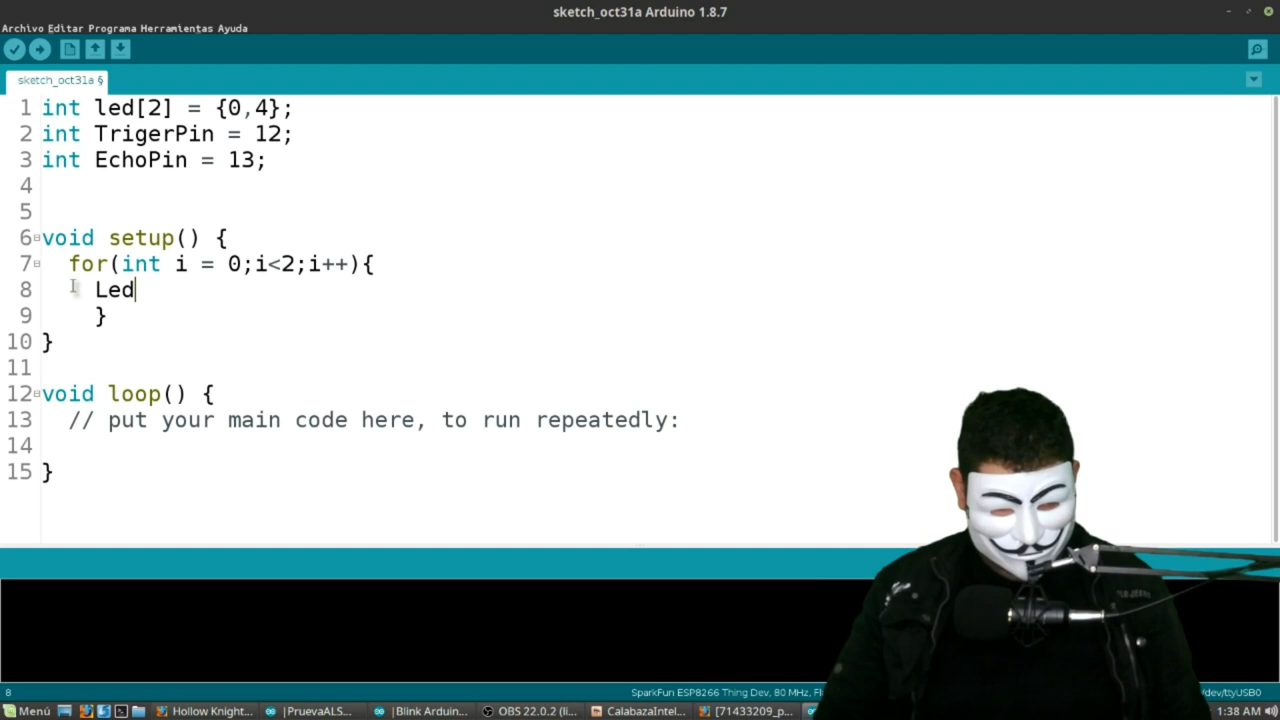 sketch_oct31a Arduino 1.8.7
Archivo Editar Programa Herramientas Ayuda
sketch_oct31a §
1 int led[2] = {0,4};
2 int TrigerPin = 12;
3 int EchoPin = 13;
4
5
6 void setup() {
7 for(int i = 0;i<2;i++){
8 Led
9 }
10 }
11
12 void loop() {
13 // put your main code here, to run repeatedly:
14
15 }
8 SparkFun ESP8266 Thing Dev, 80 MHz, /dev/ttyUSB0
Menú Hollow Knight... |PruevaALS... |Blink Arduin... OBS 22.0.2 (li... CalabazaIntel... [71433209_p... 1:38 AM